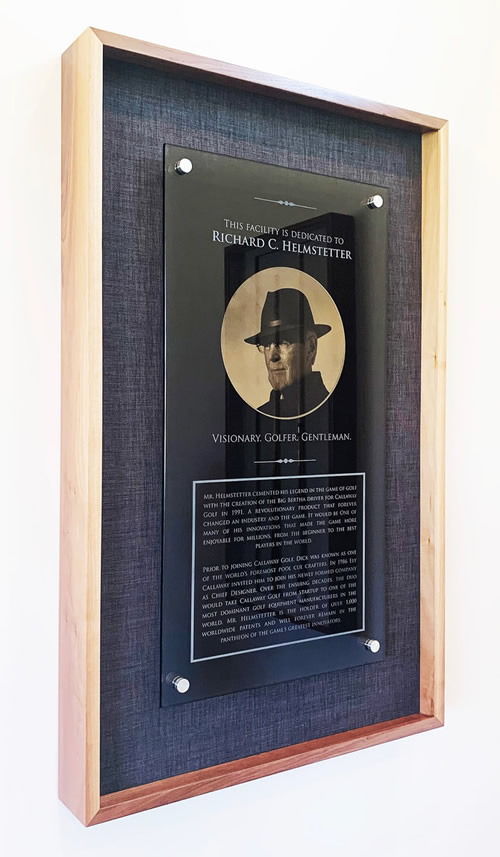 THIS FACILITY IS DEDICATED TO
RICHARD C. HELMSTETTER
VISIONARY. GOLFER. GENTLEMAN.
MR. HELMSTETTER CEMENTED HIS LEGEND IN THE GAME OF GOLF
WITH THE CREATION OF THE BIG BERTHA DRIVER FOR CALLAWAY
GOLF IN 1991. A REVOLUTIONARY PRODUCT THAT FOREVER
CHANGED AN INDUSTRY AND THE GAME. IT WOULD BE ONE OF
MANY OF HIS INNOVATIONS THAT MADE THE GAME MORE
ENJOYABLE FOR MILLIONS, FROM THE BEGINNER TO THE BEST
PLAYERS IN THE WORLD.
PRIOR TO JOINING CALLAWAY GOLF, DICK WAS KNOWN AS ONE
OF THE WORLD'S FOREMOST POOL CUE CRAFTERS. IN 1986 ELY
CALLAWAY INVITED HIM TO JOIN HIS NEWLY FORMED COMPANY
AS CHIEF DESIGNER. OVER THE ENSUING DECADES, THE DUO
WOULD TAKE CALLAWAY GOLF FROM STARTUP TO ONE OF THE
MOST DOMINANT GOLF EQUIPMENT MANUFACTURERS IN THE
WORLD. MR. HELMSTETTER IS THE HOLDER OF OVER 1,000
WORLDWIDE PATENTS AND WILL FOREVER REMAIN IN THE
PANTHEON OF THE GAME'S GREATEST INNOVATORS.